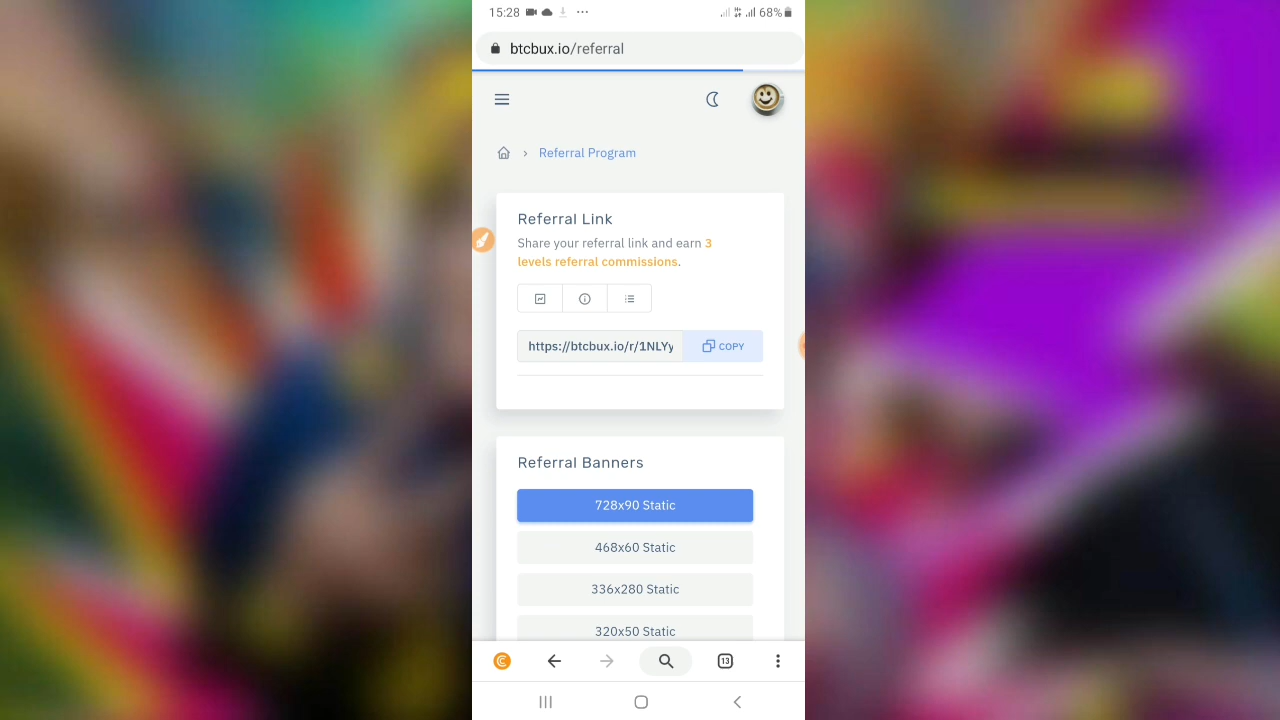 15:28
68%
btcbux.io/referral
Referral Program
Referral Link
Share your referral link and earn 3
levels referral commissions.
https://btcbux.io/r/1NLYy
COPY
Referral Banners
728x90 Static
468x60 Static
336x280 Static
320x50 Static
13